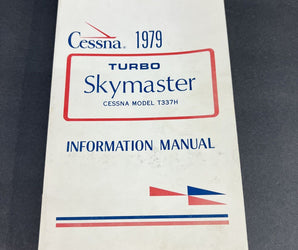 Cessna. 1979
TURBO
Skymaster
CESSNA MODEL T337H
INFORMATION MANUAL